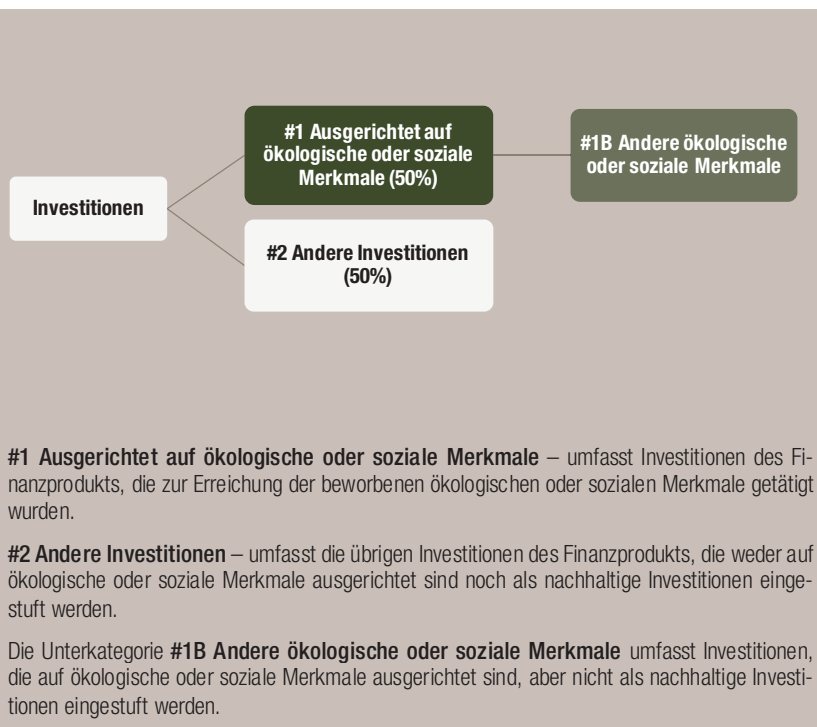 #1 Ausgerichtet auf
ökologische oder soziale
Merkmale (50%)
#1B Andere ökologische
oder soziale Merkmale
Investitionen
#2 Andere Investitionen
(50%)
#1 Ausgerichtet auf ökologische oder soziale Merkmale – umfasst Investitionen des Fi-
nanzprodukts, die zur Erreichung der beworbenen ökologischen oder sozialen Merkmale getätigt
wurden.
#2 Andere Investitionen – umfasst die übrigen Investitionen des Finanzprodukts, die weder auf
ökologische oder soziale Merkmale ausgerichtet sind noch als nachhaltige Investitionen einge-
stuft werden.
Die Unterkategorie #1B Andere ökologische oder soziale Merkmale umfasst Investitionen,
die auf ökologische oder soziale Merkmale ausgerichtet sind, aber nicht als nachhaltige Investi-
tionen eingestuft werden.